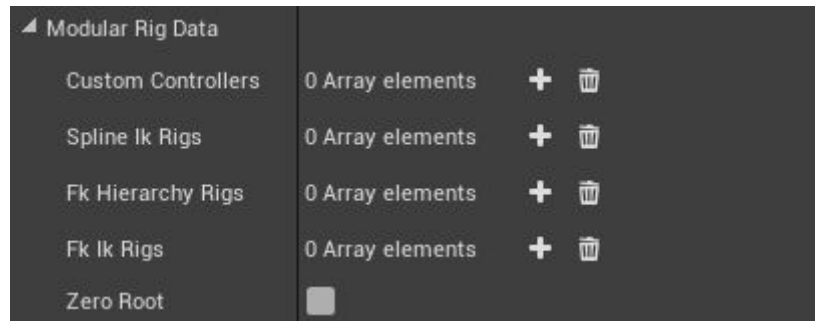 Modular Rig Data
Custom Controllers 0 Array elements
Spline Ik Rigs 0 Array elements
Fk Hierarchy Rigs 0 Array elements
Fk Ik Rigs 0 Array elements
Zero Root